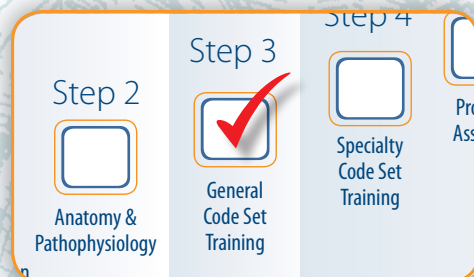 Step 2
Anatomy &
Pathophysiology
Step 3
General
Code Set
Training
Step 4
Specialty
Code Set
Training